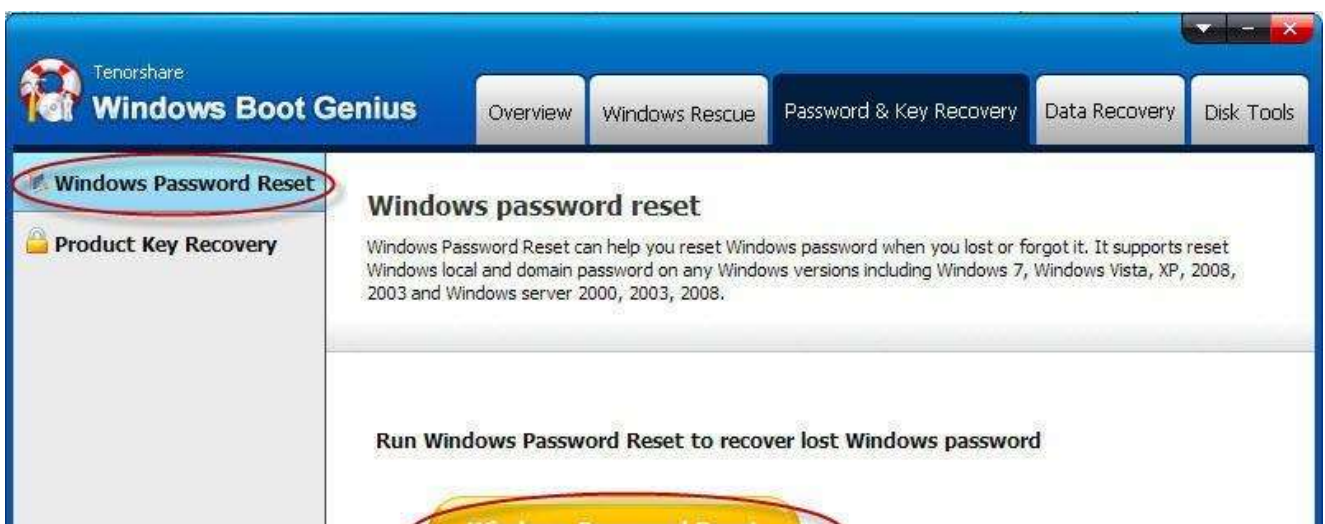 Tenorshare
Windows Boot Genius
Overview
Windows Rescue
Password & Key Recovery
Data Recovery
Disk Tools
Windows Password Reset
Product Key Recovery
Windows password reset
Windows Password Reset can help you reset Windows password when you lost or forgot it. It supports reset
Windows local and domain password on any Windows versions including Windows 7, Windows Vista, XP, 2008,
2003 and Windows server 2000, 2003, 2008.
Run Windows Password Reset to recover lost Windows password